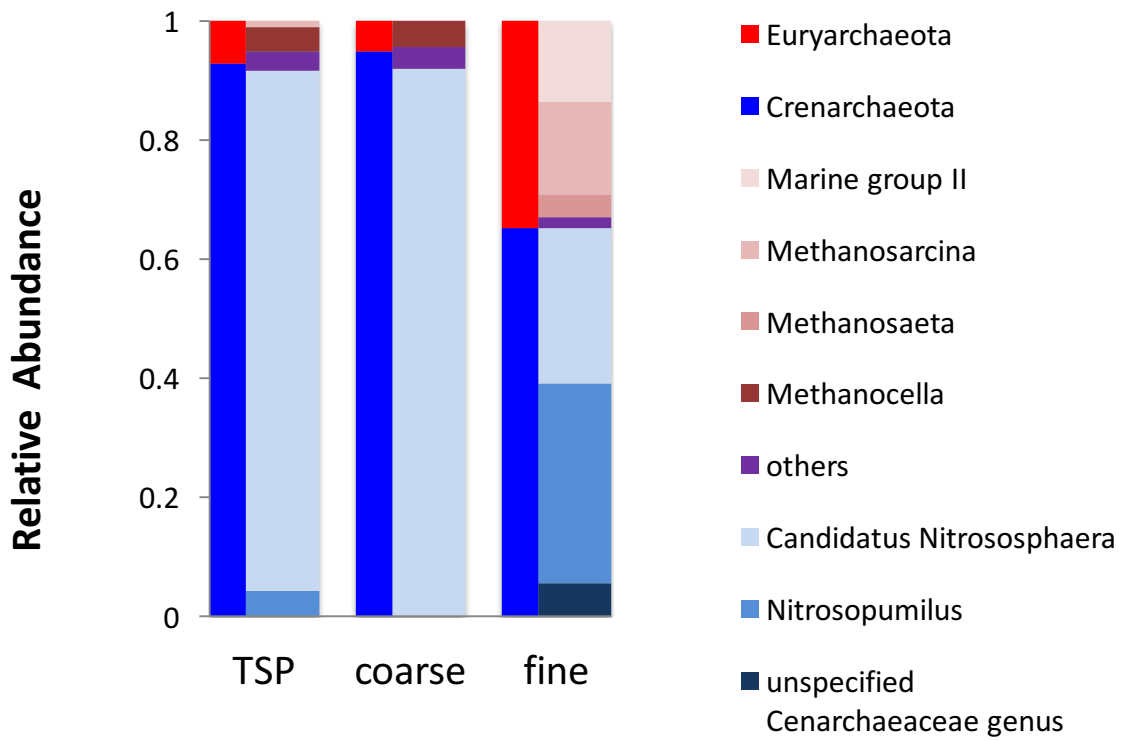 Relative Abundance
1
0.8
0.6
0.4
0.2
0
TSP
coarse
fine
Euryarchaeota
Crenarchaeota
Marine group II
Methanosarcina
Methanosaeta
Methanocella
others
Candidatus Nitrososphaera
Nitrosopumilus
unspecified
Cenarchaeaceae genus